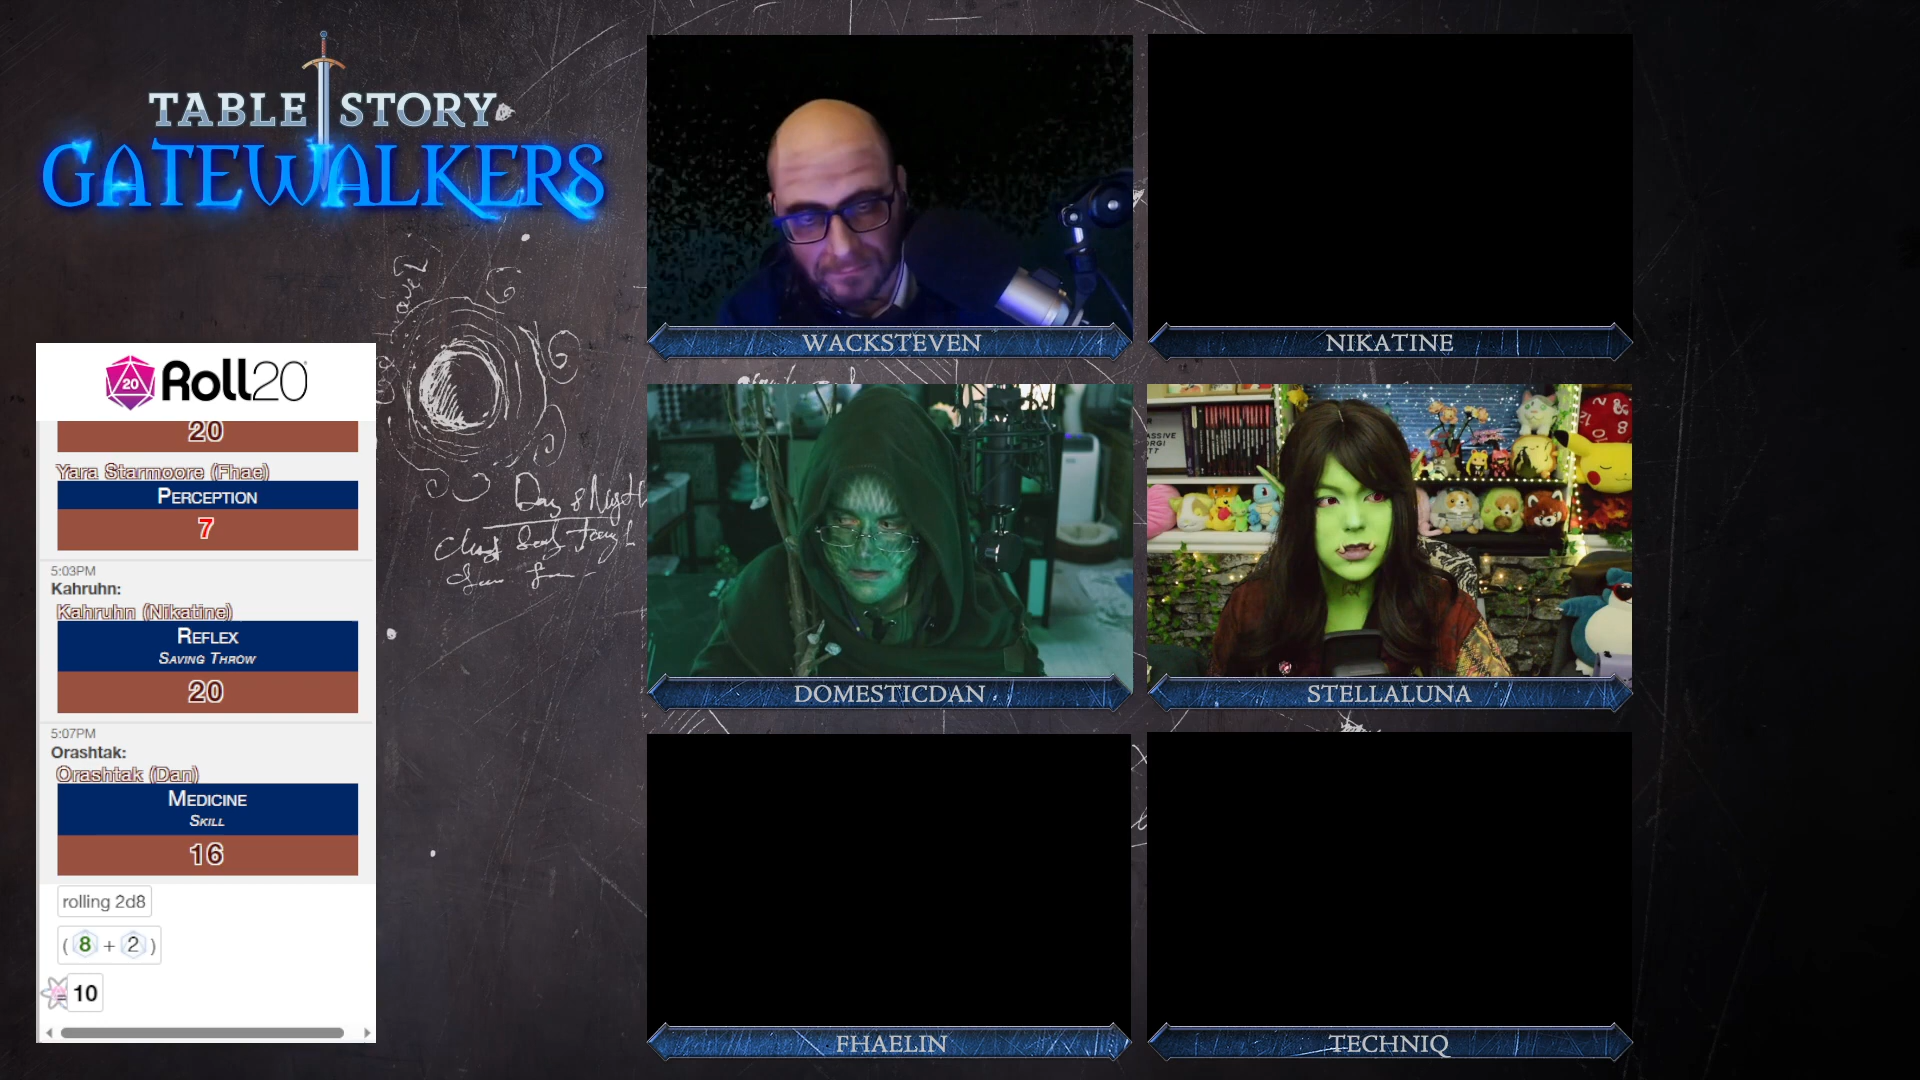 TABLE STORY
GATEWALKERS
WACKSTEVEN
NIKATINE
Roll20
20
Yara Starmoore (Fhae)
PERCEPTION
7
5:03PM
Kahruhn:
Kahruhn (Nikatine)
REFLEX
SAVING THROW
20
5:07PM
Orashtak:
Orashtak (Dan)
MEDICINE
SKILL
16
rolling 2d8
( 8 + 2 )
= 10
Day & Night
DOMESTICDAN
STELLALUNA
FHAELIN
TECHNIQ